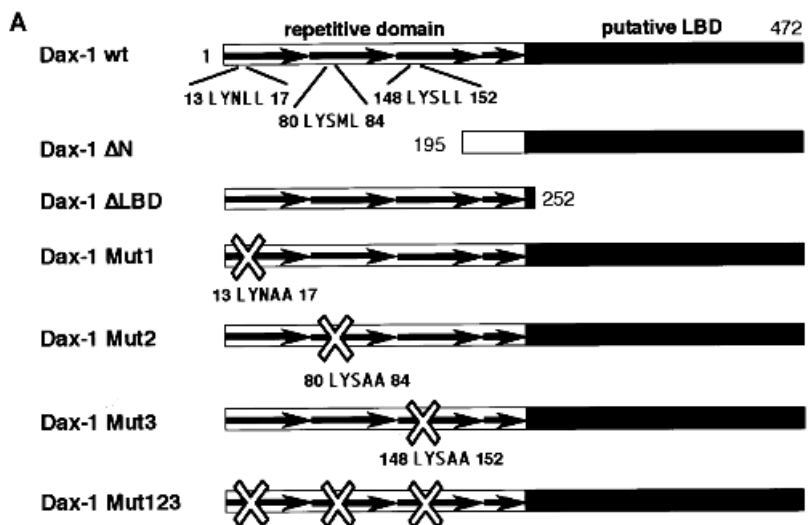 A
repetitive domain putative LBD 472
Dax-1 wt 1
13 LYNLL 17 148 LYSLL 152
80 LYSML 84
Dax-1 ΔN 195
Dax-1 ΔLBD 252
Dax-1 Mut1
13 LYNAA 17
Dax-1 Mut2
80 LYSAA 84
Dax-1 Mut3
148 LYSAA 152
Dax-1 Mut123